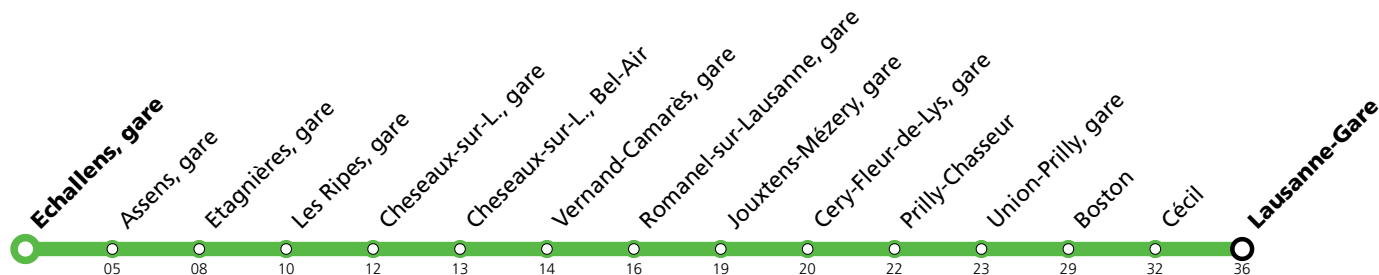 Echallens, gare
Assens, gare
Etagnières, gare
Les Ripes, gare
Cheseaux-sur-L., gare
Cheseaux-sur-L., Bel-Air
Vernand-Camarès, gare
Romanel-sur-Lausanne, gare
Jouxtens-Mézery, gare
Cery-Fleur-de-Lys, gare
Prilly-Chasseur
Union-Prilly, gare
Boston
Cécil
Lausanne-Gare
05 08 10 12 13 14 16 19 20 22 23 29 32 36